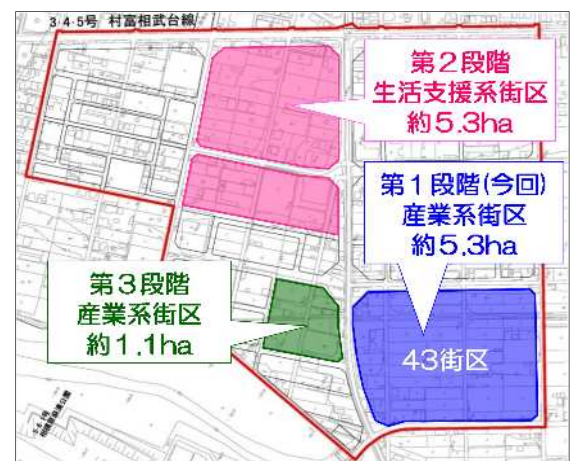 3・4・5号 村富相武台線
第２段階
生活支援系街区
約５.３ha
第１段階(今回)
産業系街区
約５.３ha
第３段階
産業系街区
約１.１ha
43街区